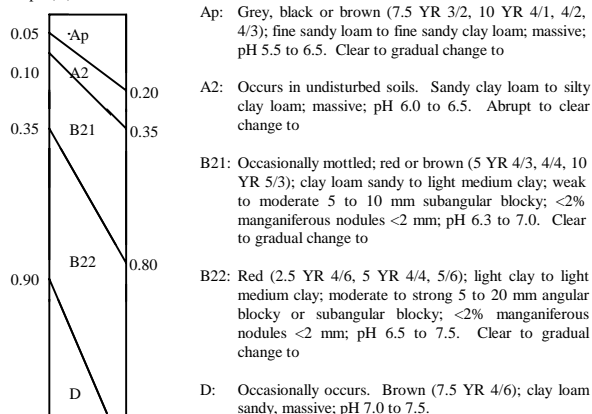 0.05
Ap
0.10
A2
0.20
0.35
B21
0.35
B22
0.80
0.90
D
Ap: Grey, black or brown (7.5 YR 3/2, 10 YR 4/1, 4/2,
4/3); fine sandy loam to fine sandy clay loam; massive;
pH 5.5 to 6.5. Clear to gradual change to
A2: Occurs in undisturbed soils. Sandy clay loam to silty
clay loam; massive; pH 6.0 to 6.5. Abrupt to clear
change to
B21: Occasionally mottled; red or brown (5 YR 4/3, 4/4, 10
YR 5/3); clay loam sandy to light medium clay; weak
to moderate 5 to 10 mm subangular blocky; <2%
manganiferous nodules <2 mm; pH 6.3 to 7.0. Clear
to gradual change to
B22: Red (2.5 YR 4/6, 5 YR 4/4, 5/6); light clay to light
medium clay; moderate to strong 5 to 20 mm angular
blocky or subangular blocky; <2% manganiferous
nodules <2 mm; pH 6.5 to 7.5. Clear to gradual
change to
D: Occasionally occurs. Brown (7.5 YR 4/6); clay loam
sandy, massive; pH 7.0 to 7.5.